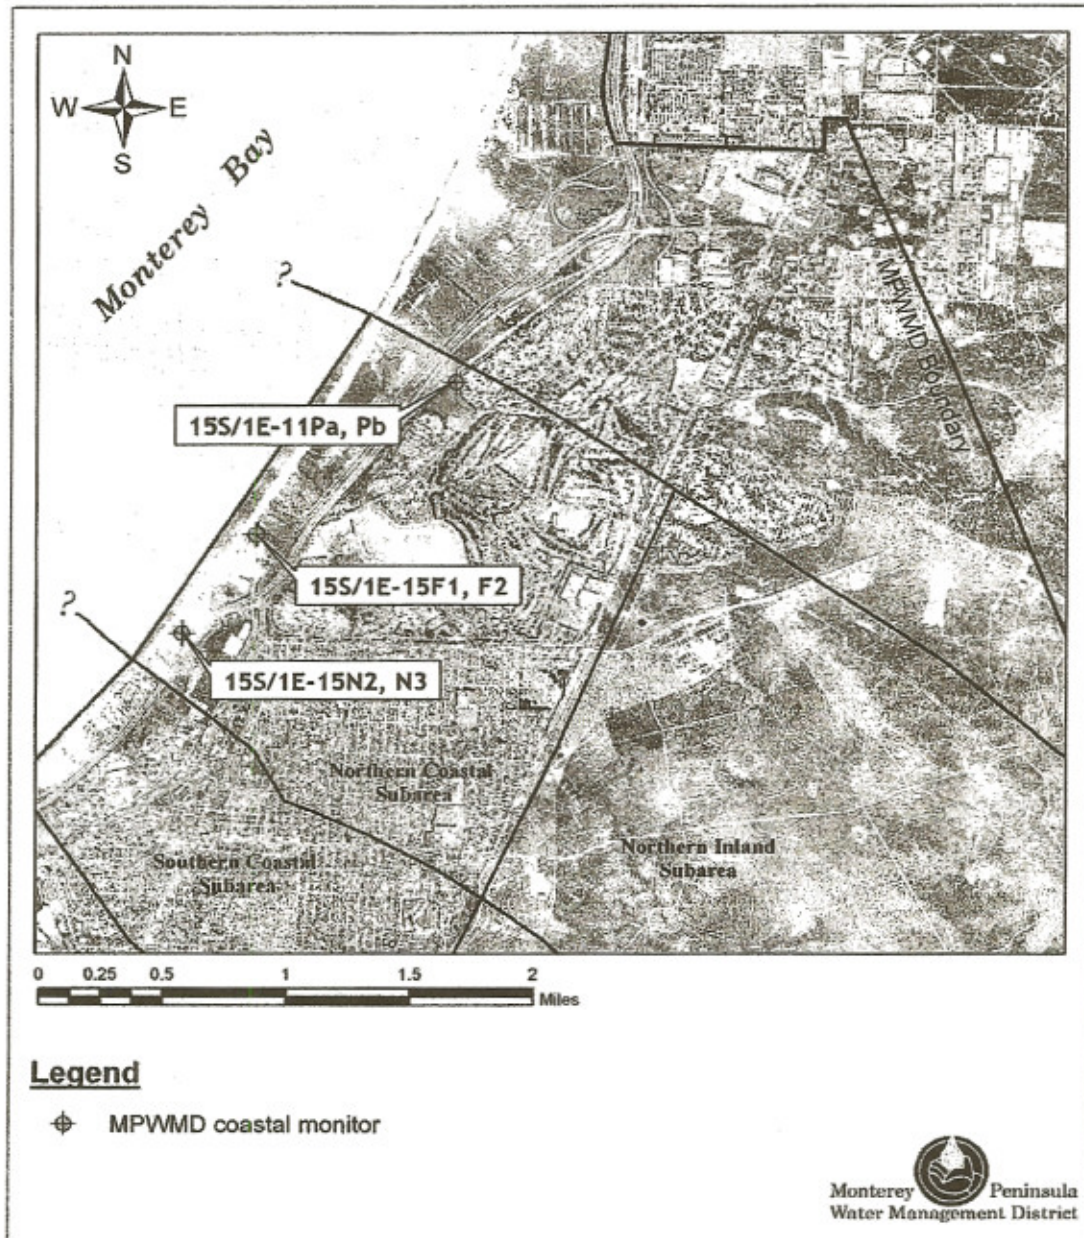 N
W E
S
Monterey Bay
?
MPWMD Boundary
15S/1E-11Pa, Pb
15S/1E-15F1, F2
?
15S/1E-15N2, N3
Northern Coastal
Subarea
Southern Coastal
Subarea
Northern Inland
Subarea
0 0.25 0.5 1 1.5 2
Miles
Legend
MPWMD coastal monitor
Monterey Peninsula
Water Management District